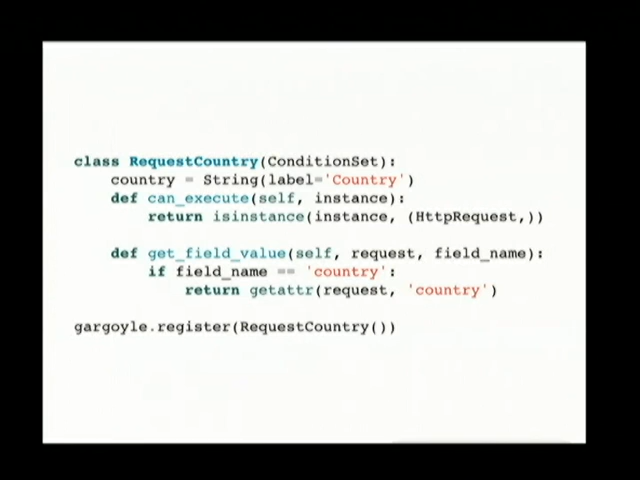 class RequestCountry(ConditionSet):
country = String(label='Country')
def can_execute(self, instance):
return isinstance(instance, (HttpRequest,))
def get_field_value(self, request, field_name):
if field_name == 'country':
return getattr(request, 'country')
gargoyle.register(RequestCountry())